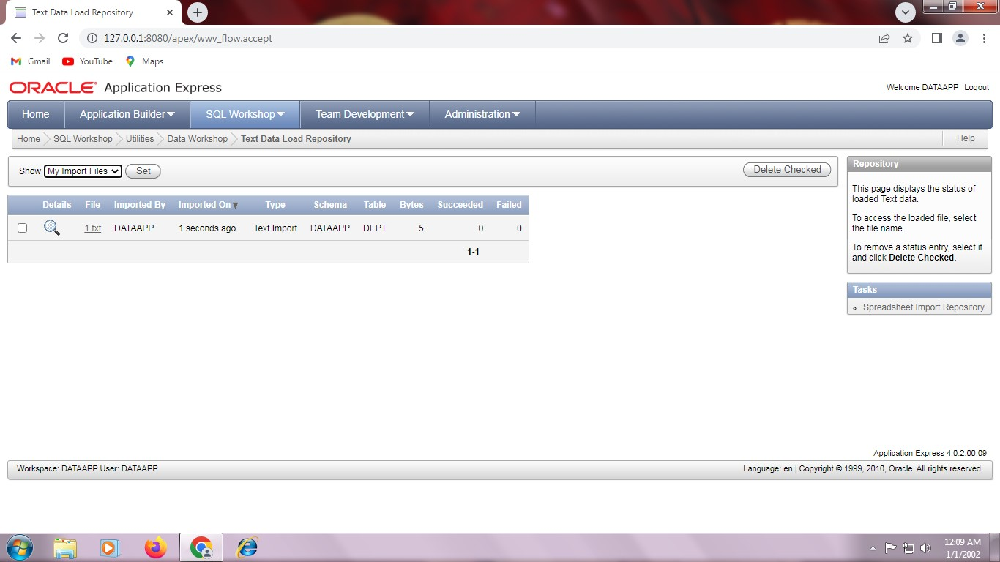 Text Data Load Repository
127.0.0.1:8080/apex/wwv_flow.accept
Gmail YouTube Maps
ORACLE Application Express
Welcome DATAAPP Logout
Home Application Builder SQL Workshop Team Development Administration
Home SQL Workshop Utilities Data Workshop Text Data Load Repository Help
Show My Import Files Set Delete Checked
Details File Imported By Imported On Type Schema Table Bytes Succeeded Failed
1.txt DATAAPP 1 seconds ago Text Import DATAAPP DEPT 5 0 0
1-1
Repository
This page displays the status of
loaded Text data.
To access the loaded file, select
the file name.
To remove a status entry, select it
and click Delete Checked.
Tasks
Spreadsheet Import Repository
Application Express 4.0.2.00.09
Workspace: DATAAPP User: DATAAPP
Language: en | Copyright © 1999, 2010, Oracle. All rights reserved.
12:09 AM
1/1/2002